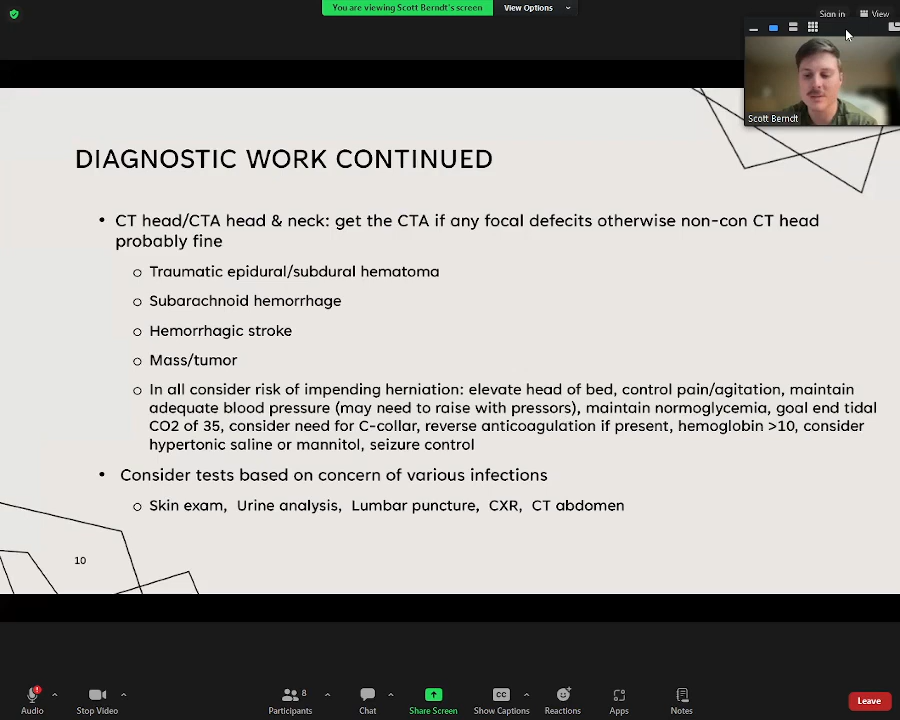 You are viewing Scott Berndt's screen
View Options
Sign in
View
Scott Berndt
DIAGNOSTIC WORK CONTINUED
• CT head/CTA head & neck: get the CTA if any focal defecits otherwise non-con CT head
probably fine
o Traumatic epidural/subdural hematoma
o Subarachnoid hemorrhage
o Hemorrhagic stroke
o Mass/tumor
o In all consider risk of impending herniation: elevate head of bed, control pain/agitation, maintain
adequate blood pressure (may need to raise with pressors), maintain normoglycemia, goal end tidal
CO2 of 35, consider need for C-collar, reverse anticoagulation if present, hemoglobin >10, consider
hypertonic saline or mannitol, seizure control
• Consider tests based on concern of various infections
o Skin exam, Urine analysis, Lumbar puncture, CXR, CT abdomen
10
Audio
Stop Video
8
Participants
Chat
Share Screen
CC
Show Captions
Reactions
Apps
Notes
Leave